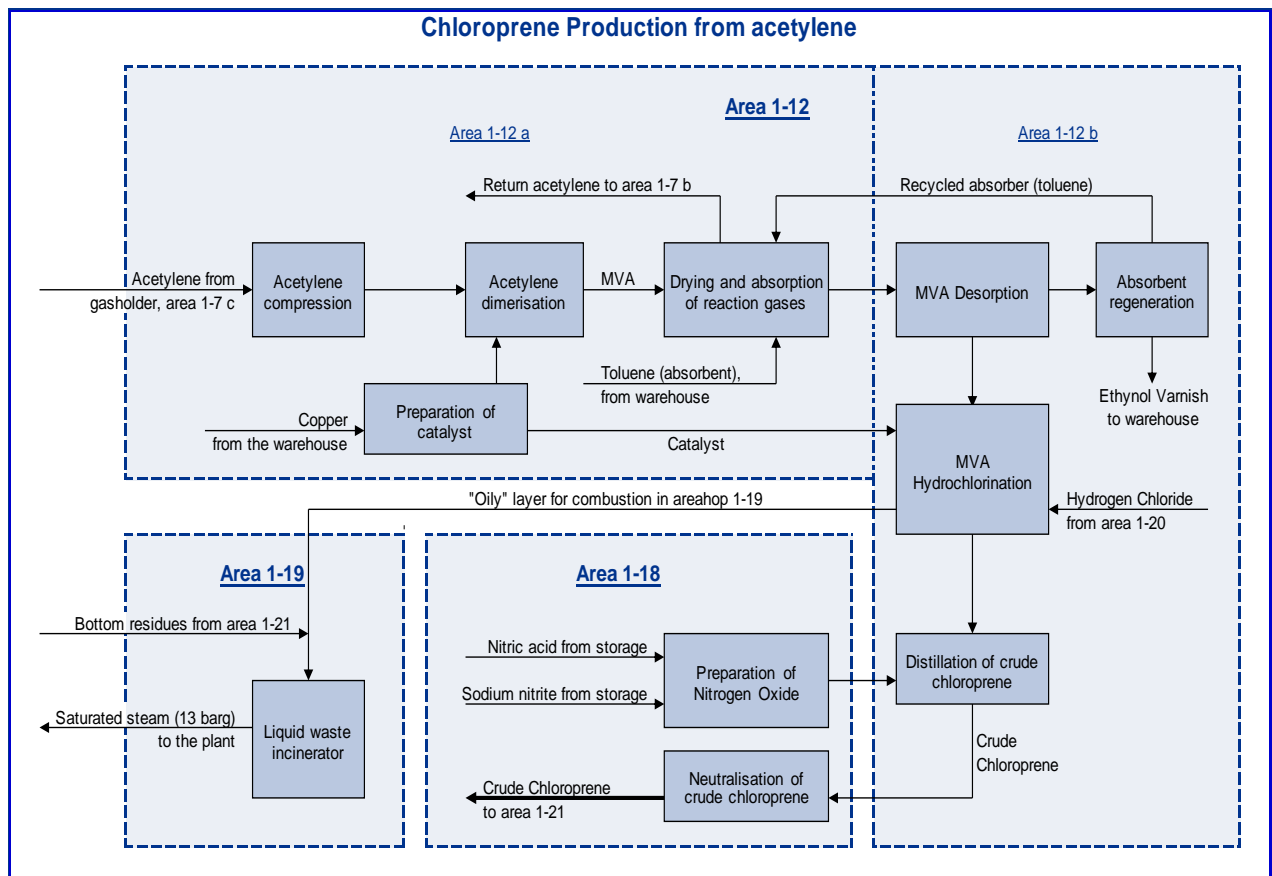 Chloroprene Production from acetylene
Area 1-12
Area 1-12 a
Area 1-12 b
Return acetylene to area 1-7 b
Recycled absorber (toluene)
Acetylene from
gasholder, area 1-7 c
Acetylene
compression
Acetylene
dimerisation
MVA
Drying and absorption
of reaction gases
MVA Desorption
Absorbent
regeneration
Toluene (absorbent),
from warehouse
Ethynol Varnish
to warehouse
Copper
from the warehouse
Preparation of
catalyst
Catalyst
MVA
Hydrochlorination
"Oily" layer for combustion in areahop 1-19
Hydrogen Chloride
from area 1-20
Area 1-19
Area 1-18
Bottom residues from area 1-21
Nitric acid from storage
Sodium nitrite from storage
Preparation of
Nitrogen Oxide
Distillation of crude
chloroprene
Saturated steam (13 barg)
to the plant
Liquid waste
incinerator
Crude
Chloroprene
Crude Chloroprene
to area 1-21
Neutralisation of
crude chloroprene